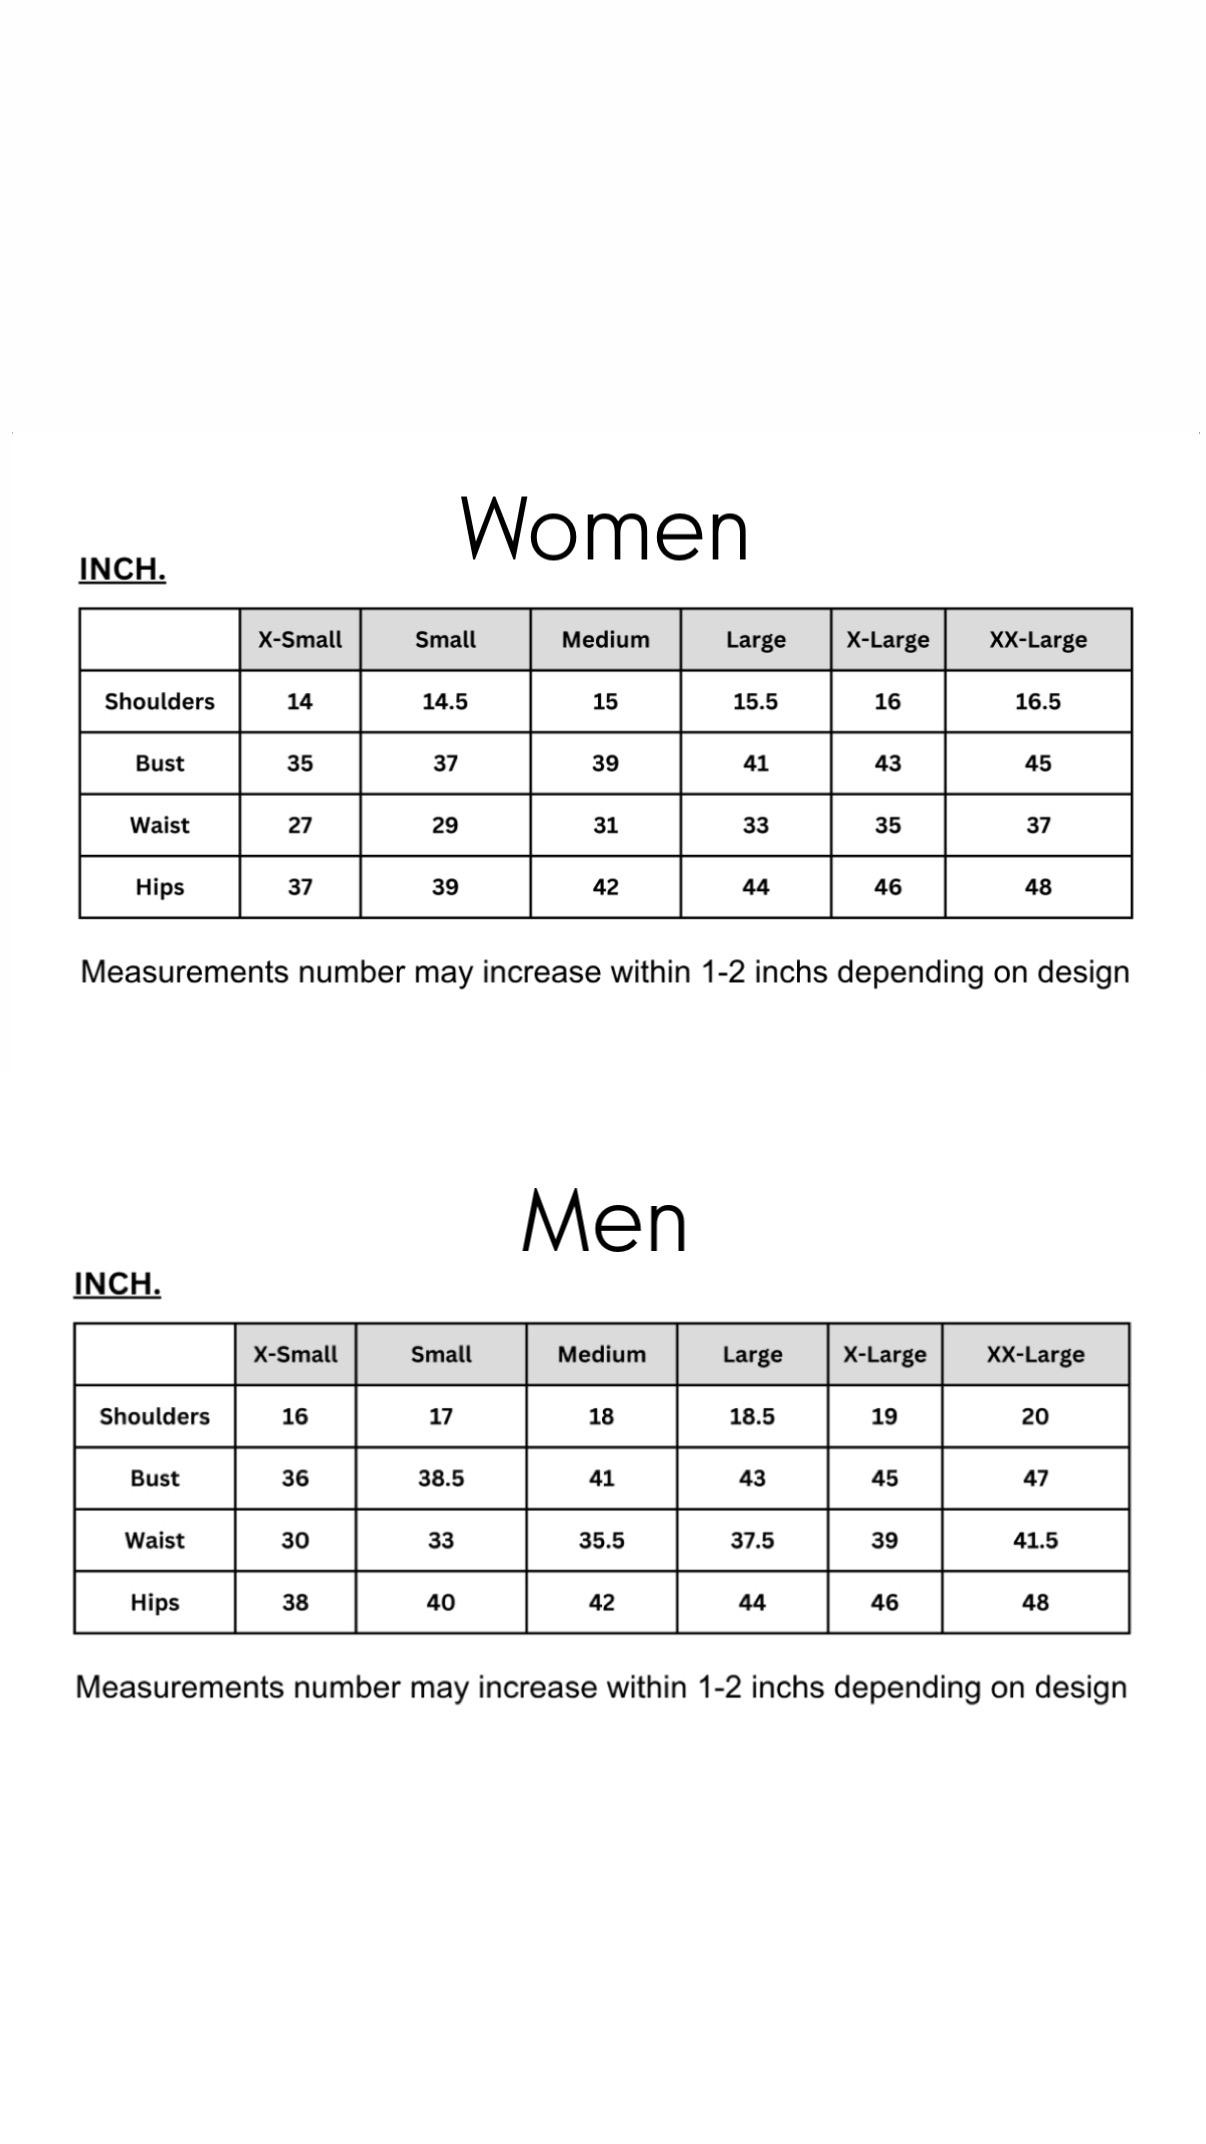 Women
INCH.
X-Small Small Medium Large X-Large XX-Large
Shoulders 14 14.5 15 15.5 16 16.5
Bust 35 37 39 41 43 45
Waist 27 29 31 33 35 37
Hips 37 39 42 44 46 48
Measurements number may increase within 1-2 inchs depending on design
Men
INCH.
X-Small Small Medium Large X-Large XX-Large
Shoulders 16 17 18 18.5 19 20
Bust 36 38.5 41 43 45 47
Waist 30 33 35.5 37.5 39 41.5
Hips 38 40 42 44 46 48
Measurements number may increase within 1-2 inchs depending on design